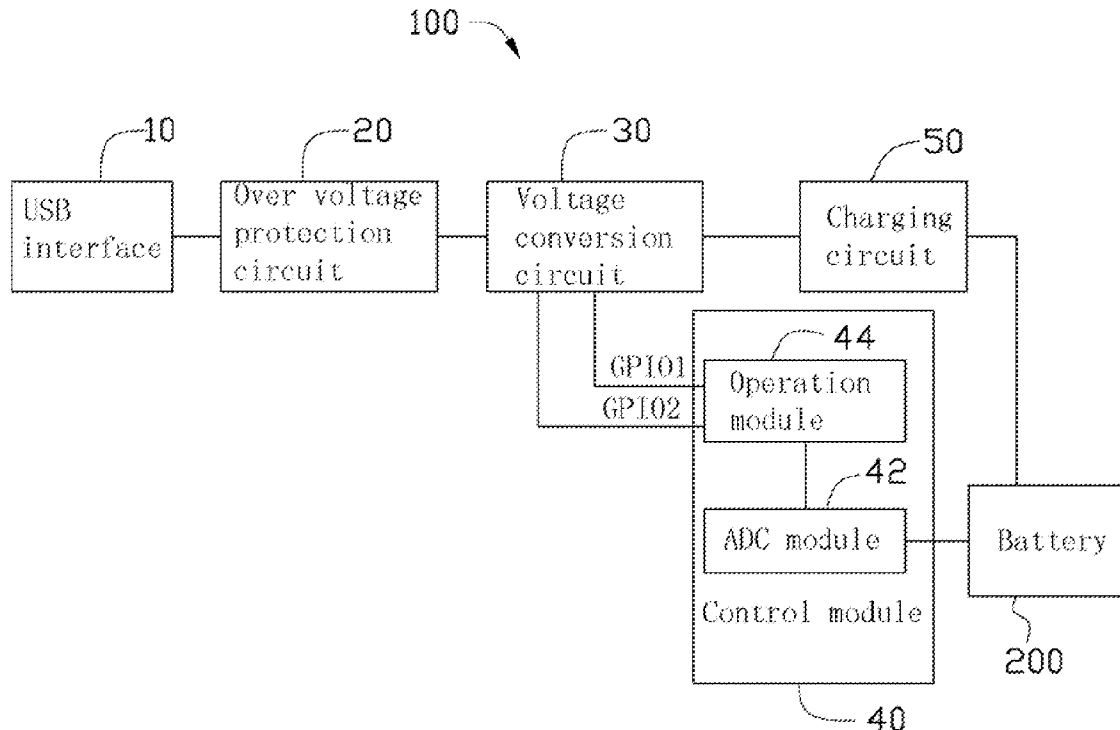 100
10
20
30
50
USB
interface
Over voltage
protection
circuit
Voltage
conversion
circuit
Charging
circuit
44
GPIO1
Operation
module
GPIO2
42
ADC module
Battery
Control module
200
40